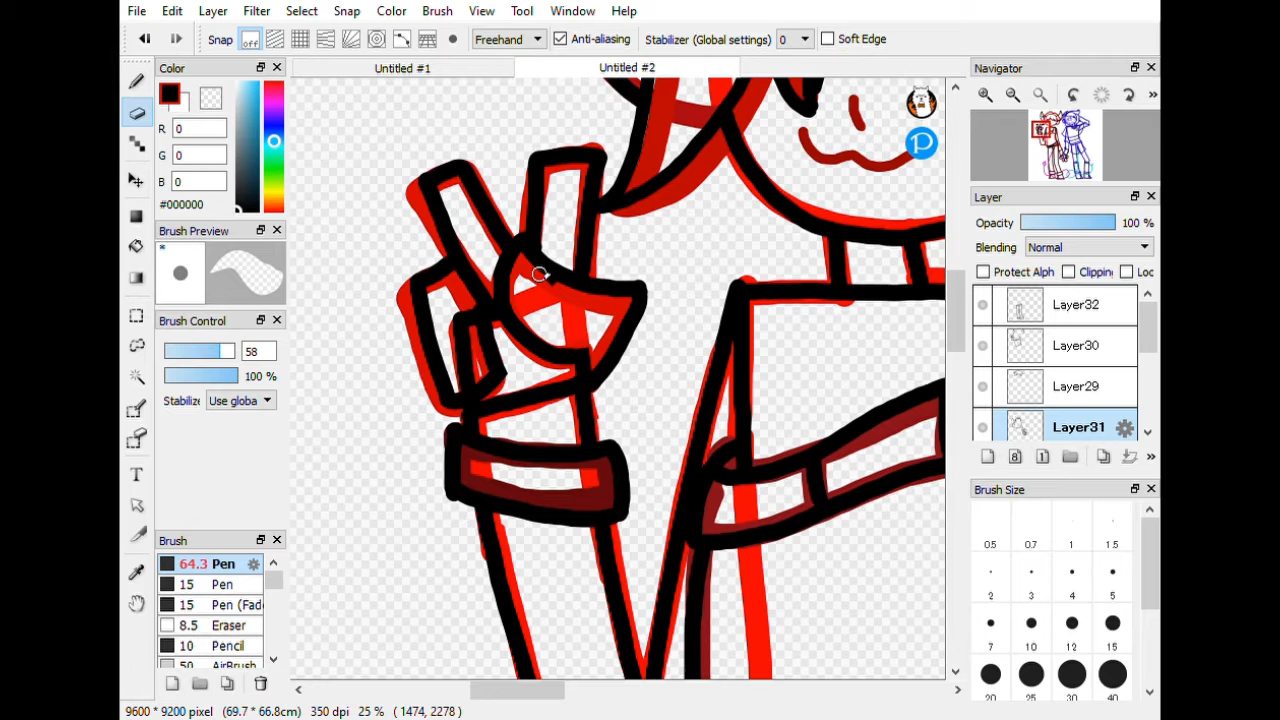 File Edit Layer Filter Select Snap Color Brush View Tool Window Help
Snap off Freehand Anti-aliasing Stabilizer (Global settings) 0 Soft Edge
Color
Untitled #1 Untitled #2
Navigator
R 0
G 0
B 0
#000000
Brush Preview
*
Brush Control
58
100 %
Stabilize Use globa
Brush
64.3 Pen
15 Pen
15 Pen (Fad
8.5 Eraser
10 Pencil
50 AirBrush
Layer
Opacity 100 %
Blending Normal
Protect Alph Clippin Loc
Layer32
Layer30
Layer29
Layer31
8 1
Brush Size
0.5 0.7 1 1.5
2 3 4 5
7 10 12 15
20 25 30 40
9600 * 9200 pixel (69.7 * 66.8cm) 350 dpi 25 % ( 1474, 2278 )